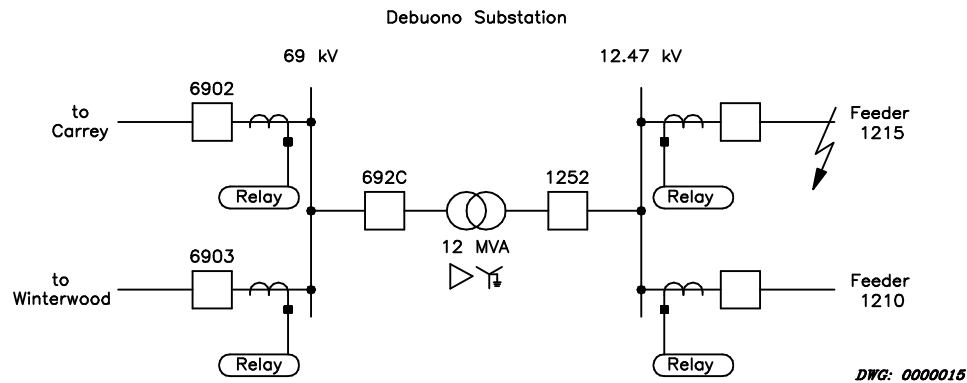 Debuono Substation
69 kV
12.47 kV
6902
to
Carrey
Relay
Feeder
1215
Relay
692C
1252
12 MVA
6903
to
Winterwood
Relay
Feeder
1210
Relay
DWG: 0000015